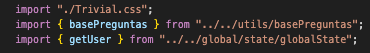 import "./Trivial.css";
import { basePreguntas } from "../../utils/basePreguntas";
import { getUser } from "../../global/state/globalState";